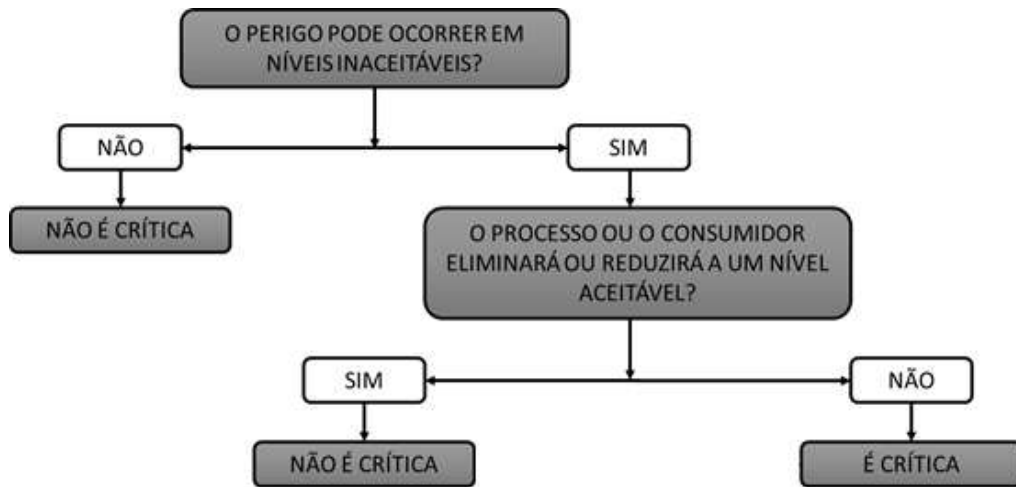 O PERIGO PODE OCORRER EM
NÍVEIS INACEITÁVEIS?
NÃO
SIM
NÃO É CRÍTICA
O PROCESSO OU O CONSUMIDOR
ELIMINARÁ OU REDUZIRÁ A UM NÍVEL
ACEITÁVEL?
SIM
NÃO
NÃO É CRÍTICA
É CRÍTICA